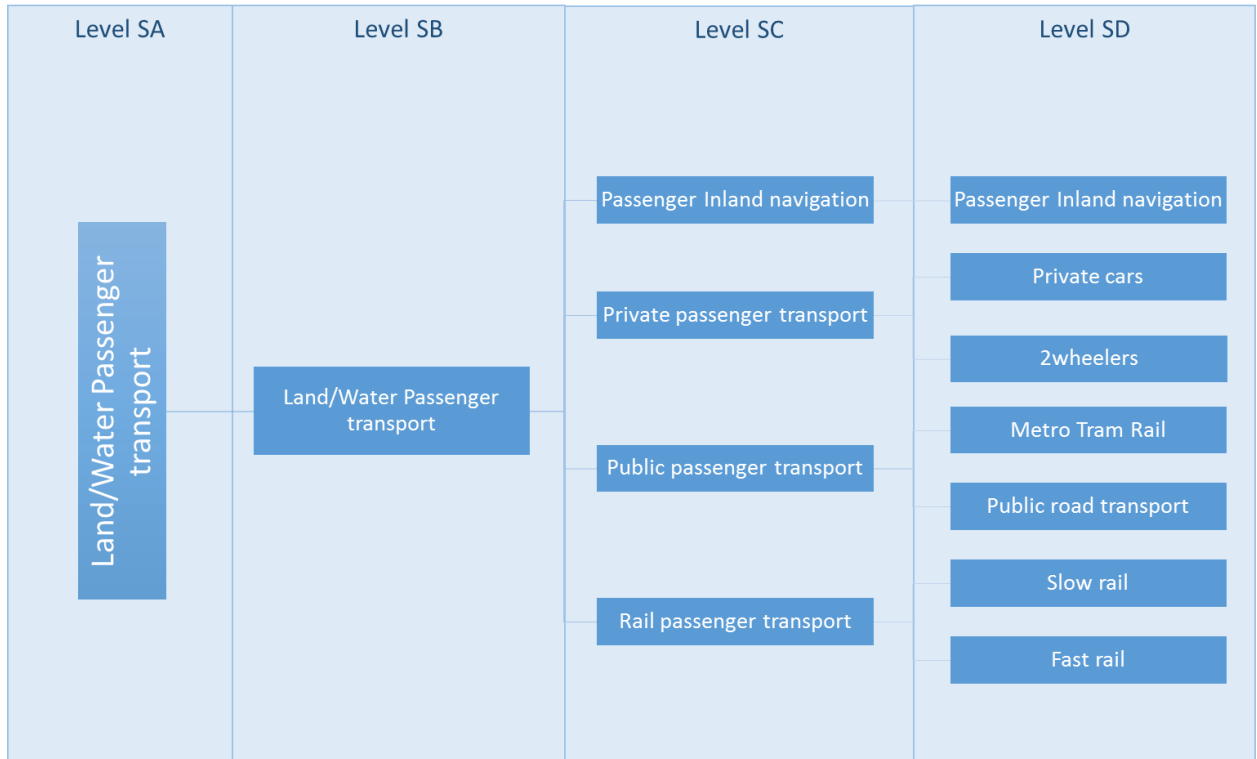 Level SA
Level SB
Level SC
Level SD
Land/Water Passenger
transport
Land/Water Passenger
transport
Passenger Inland navigation
Private passenger transport
Public passenger transport
Rail passenger transport
Passenger Inland navigation
Private cars
2wheelers
Metro Tram Rail
Public road transport
Slow rail
Fast rail